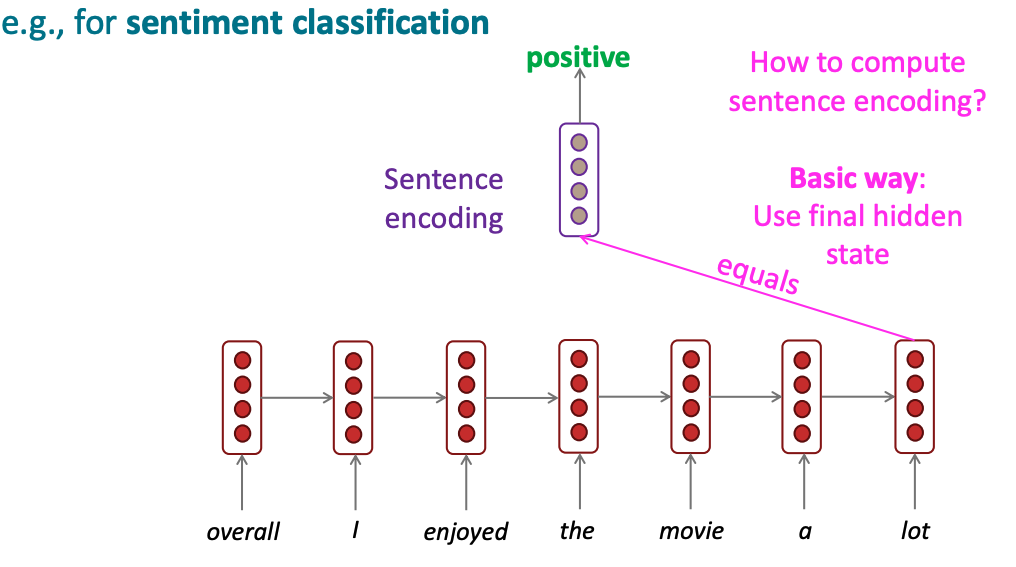 e.g., for sentiment classification
positive
How to compute
sentence encoding?
Sentence
encoding
Basic way:
Use final hidden
state
equals
overall I enjoyed the movie a lot